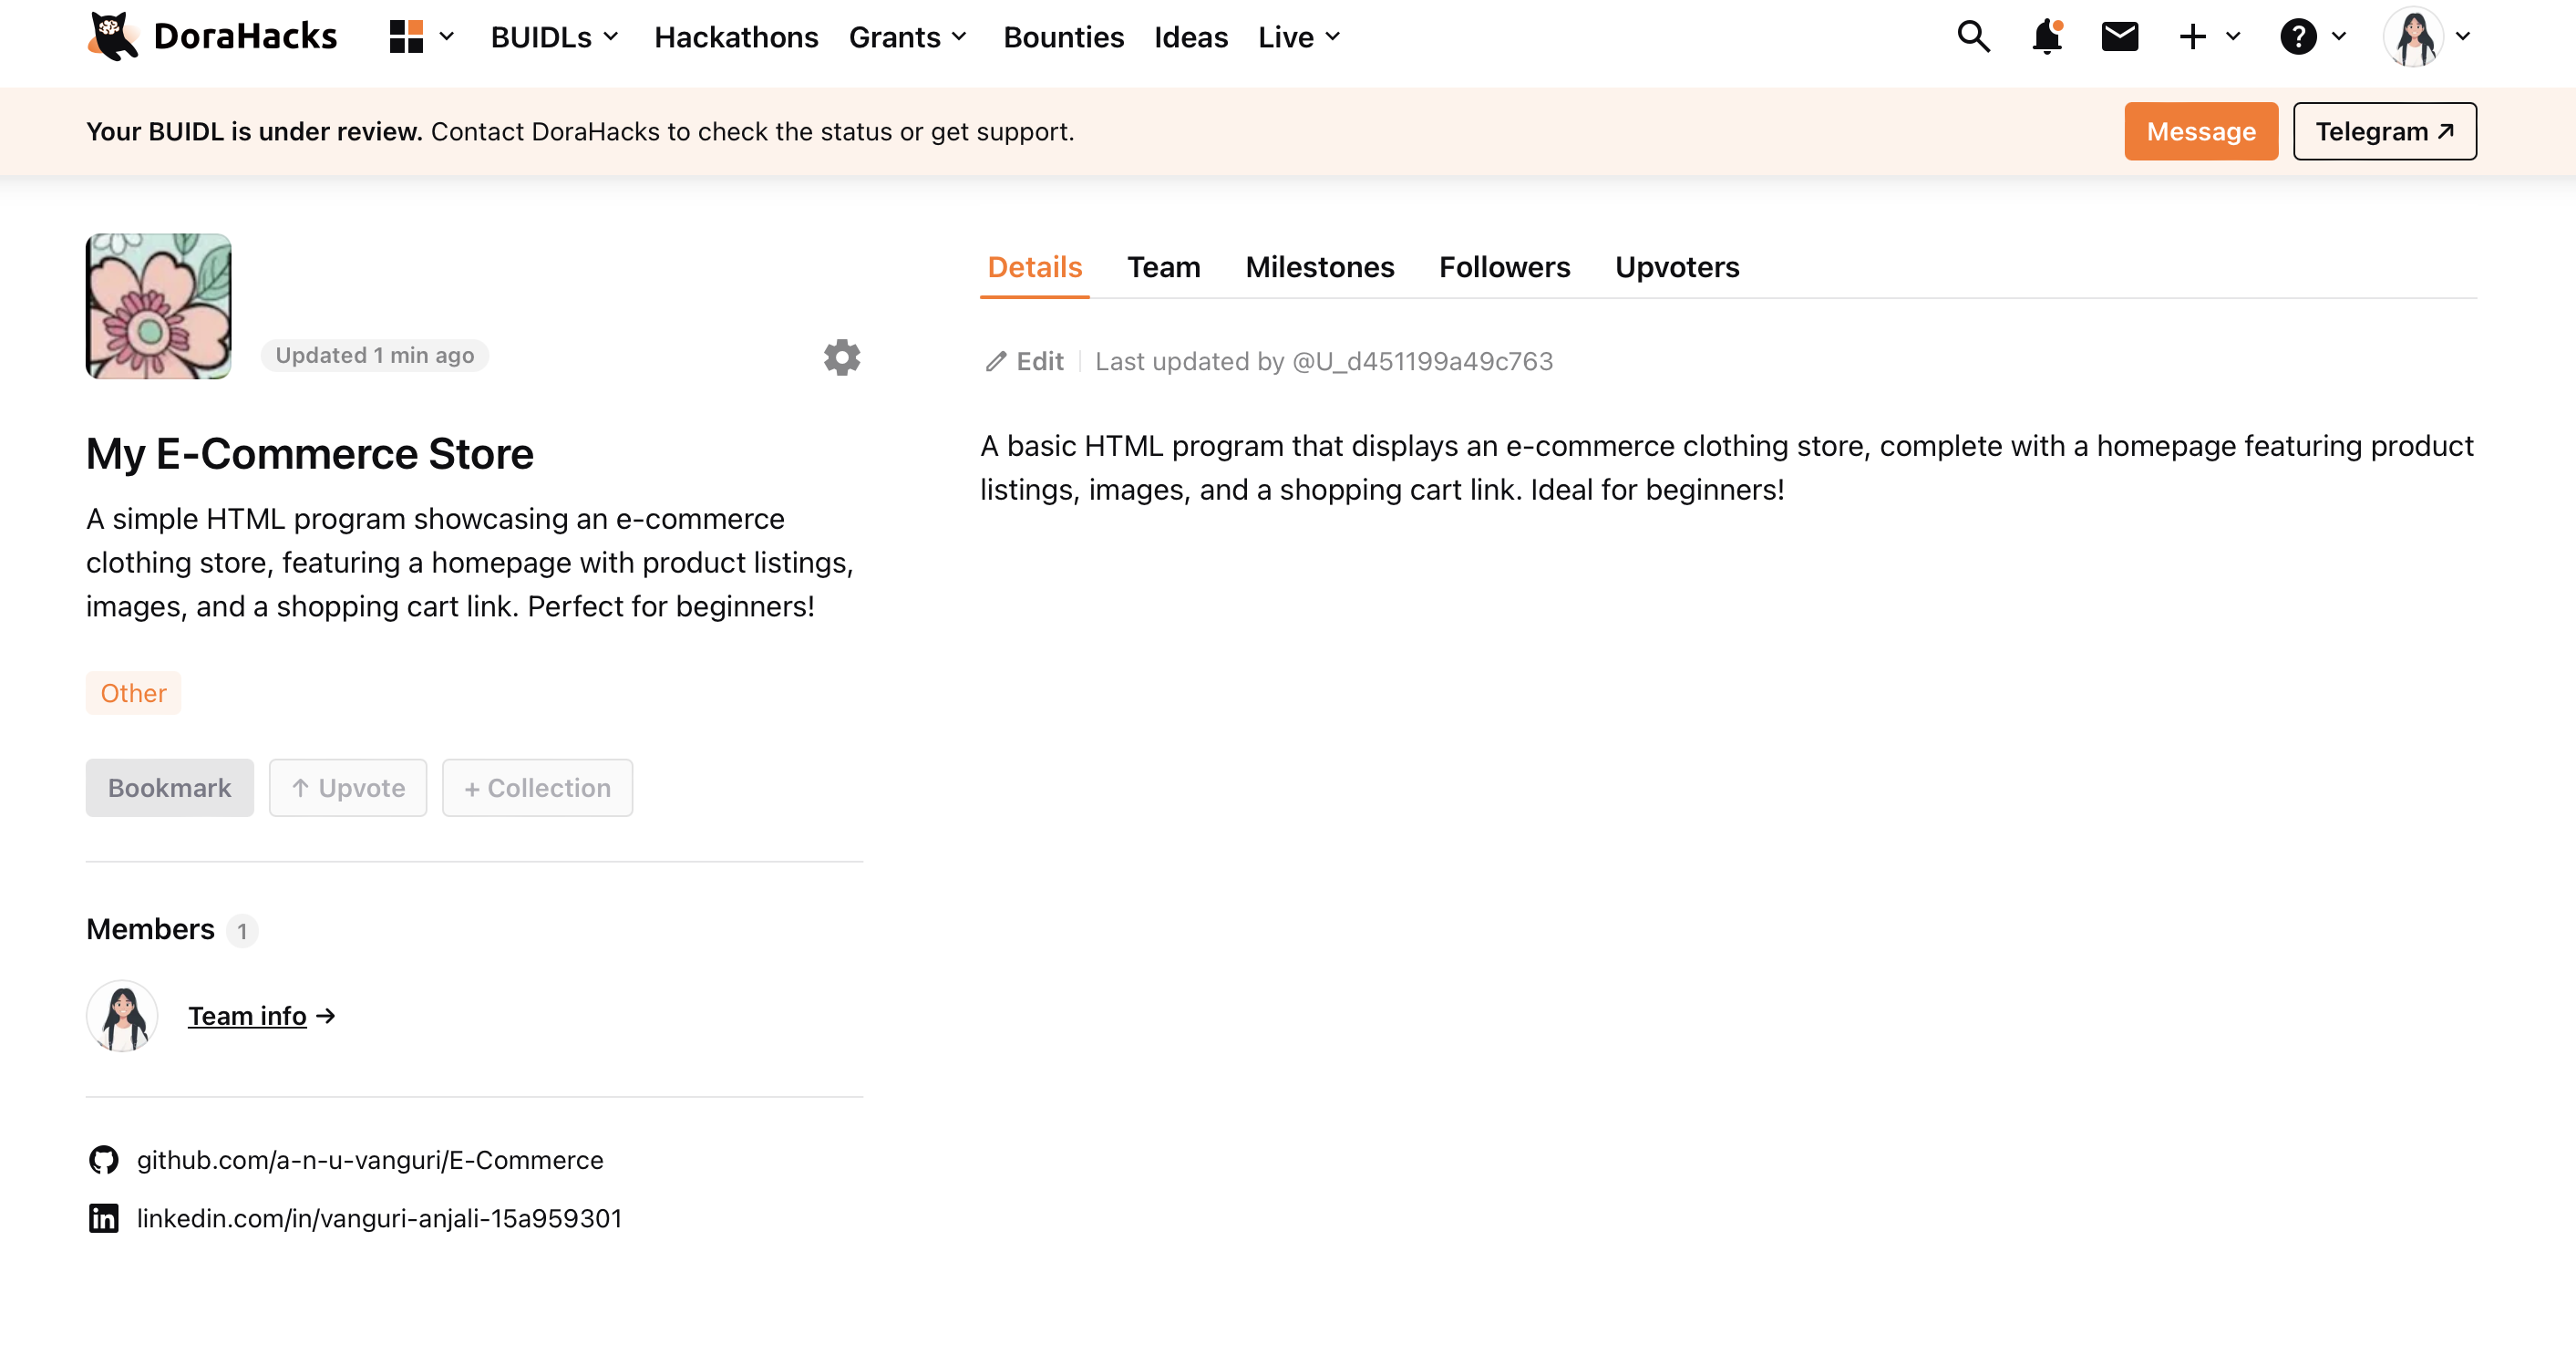 DoraHacks BUIDLs Hackathons Grants Bounties Ideas Live
Your BUIDL is under review. Contact DoraHacks to check the status or get support. Message Telegram ↗
Updated 1 min ago
My E-Commerce Store
A simple HTML program showcasing an e-commerce
clothing store, featuring a homepage with product listings,
images, and a shopping cart link. Perfect for beginners!
Other
Bookmark ↑ Upvote + Collection
Members 1
Team info →
github.com/a-n-u-vanguri/E-Commerce
linkedin.com/in/vanguri-anjali-15a959301
Details Team Milestones Followers Upvoters
Edit Last updated by @U_d451199a49c763
A basic HTML program that displays an e-commerce clothing store, complete with a homepage featuring product
listings, images, and a shopping cart link. Ideal for beginners!